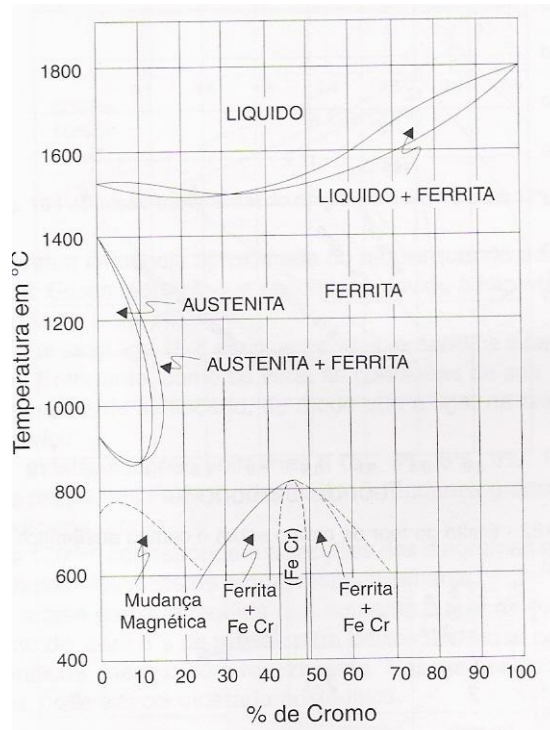 1800
1600
1400
1200
1000
800
600
400
Temperatura em °C
LIQUIDO
LIQUIDO + FERRITA
AUSTENITA
FERRITA
AUSTENITA + FERRITA
Mudança
Magnética
Ferrita
+
Fe Cr
(Fe Cr)
Ferrita
+
Fe Cr
0 10 20 30 40 50 60 70 80 90 100
% de Cromo